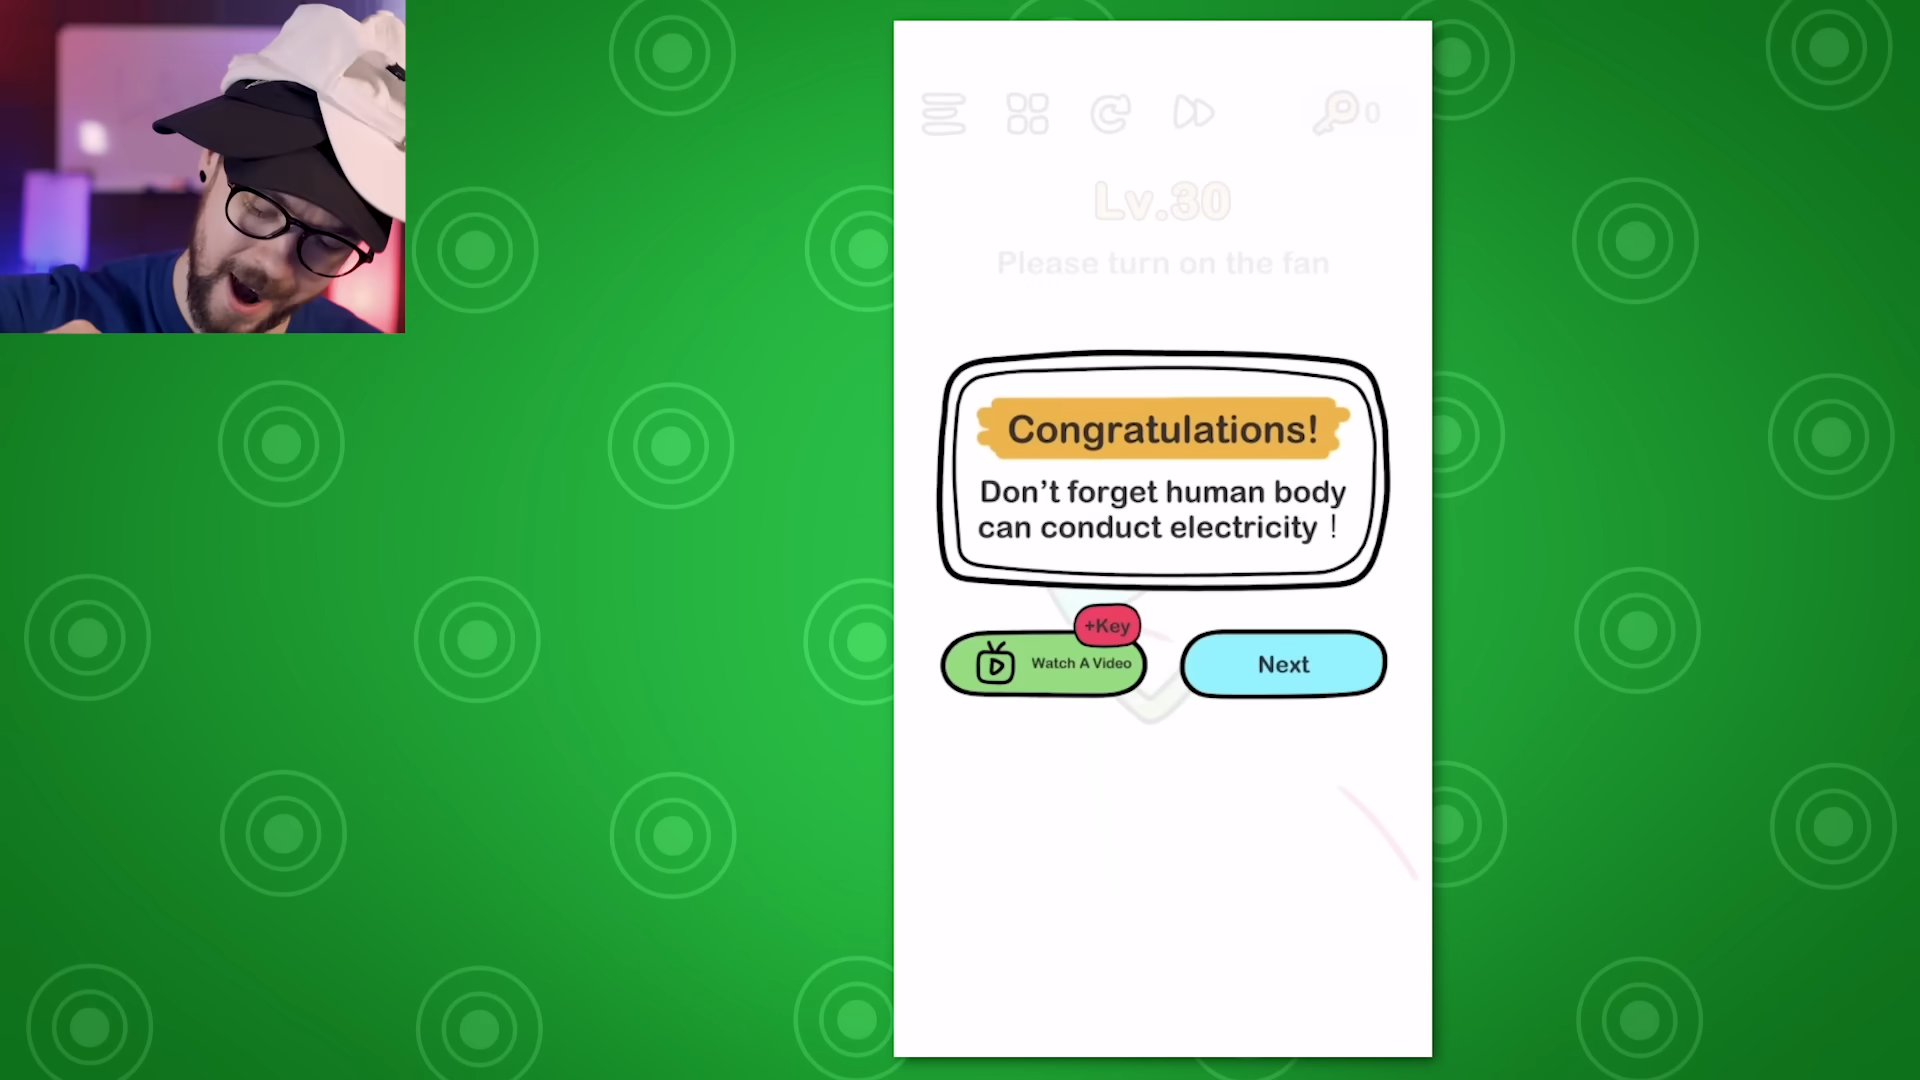 0
Lv.30
Please turn on the fan
Congratulations!
Don't forget human body
can conduct electricity !
+Key
Watch A Video
Next